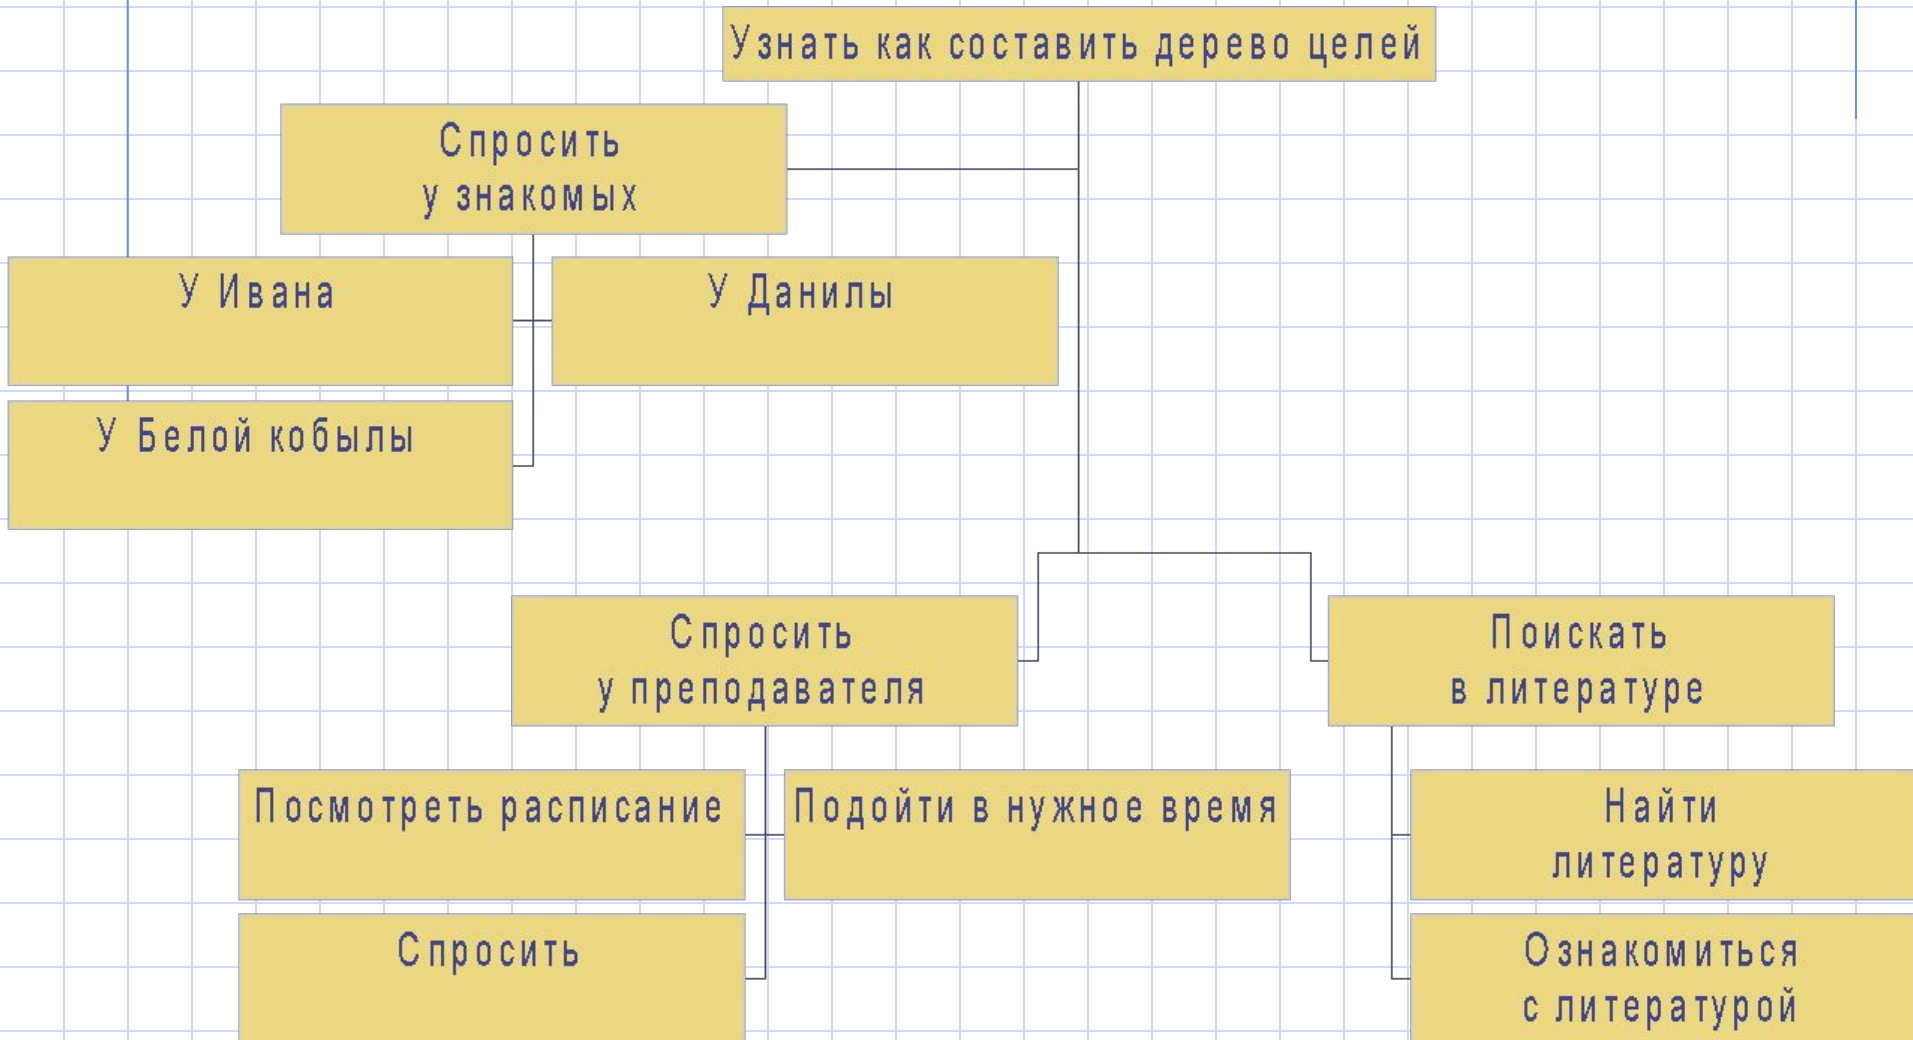 Узнать как составить дерево целей
Спросить
у знакомых
У Ивана
У Данилы
У Белой кобылы
Спросить
у преподавателя
Поискать
в литературе
Посмотреть расписание
Подойти в нужное время
Найти
литературу
Спросить
Ознакомиться
с литературой